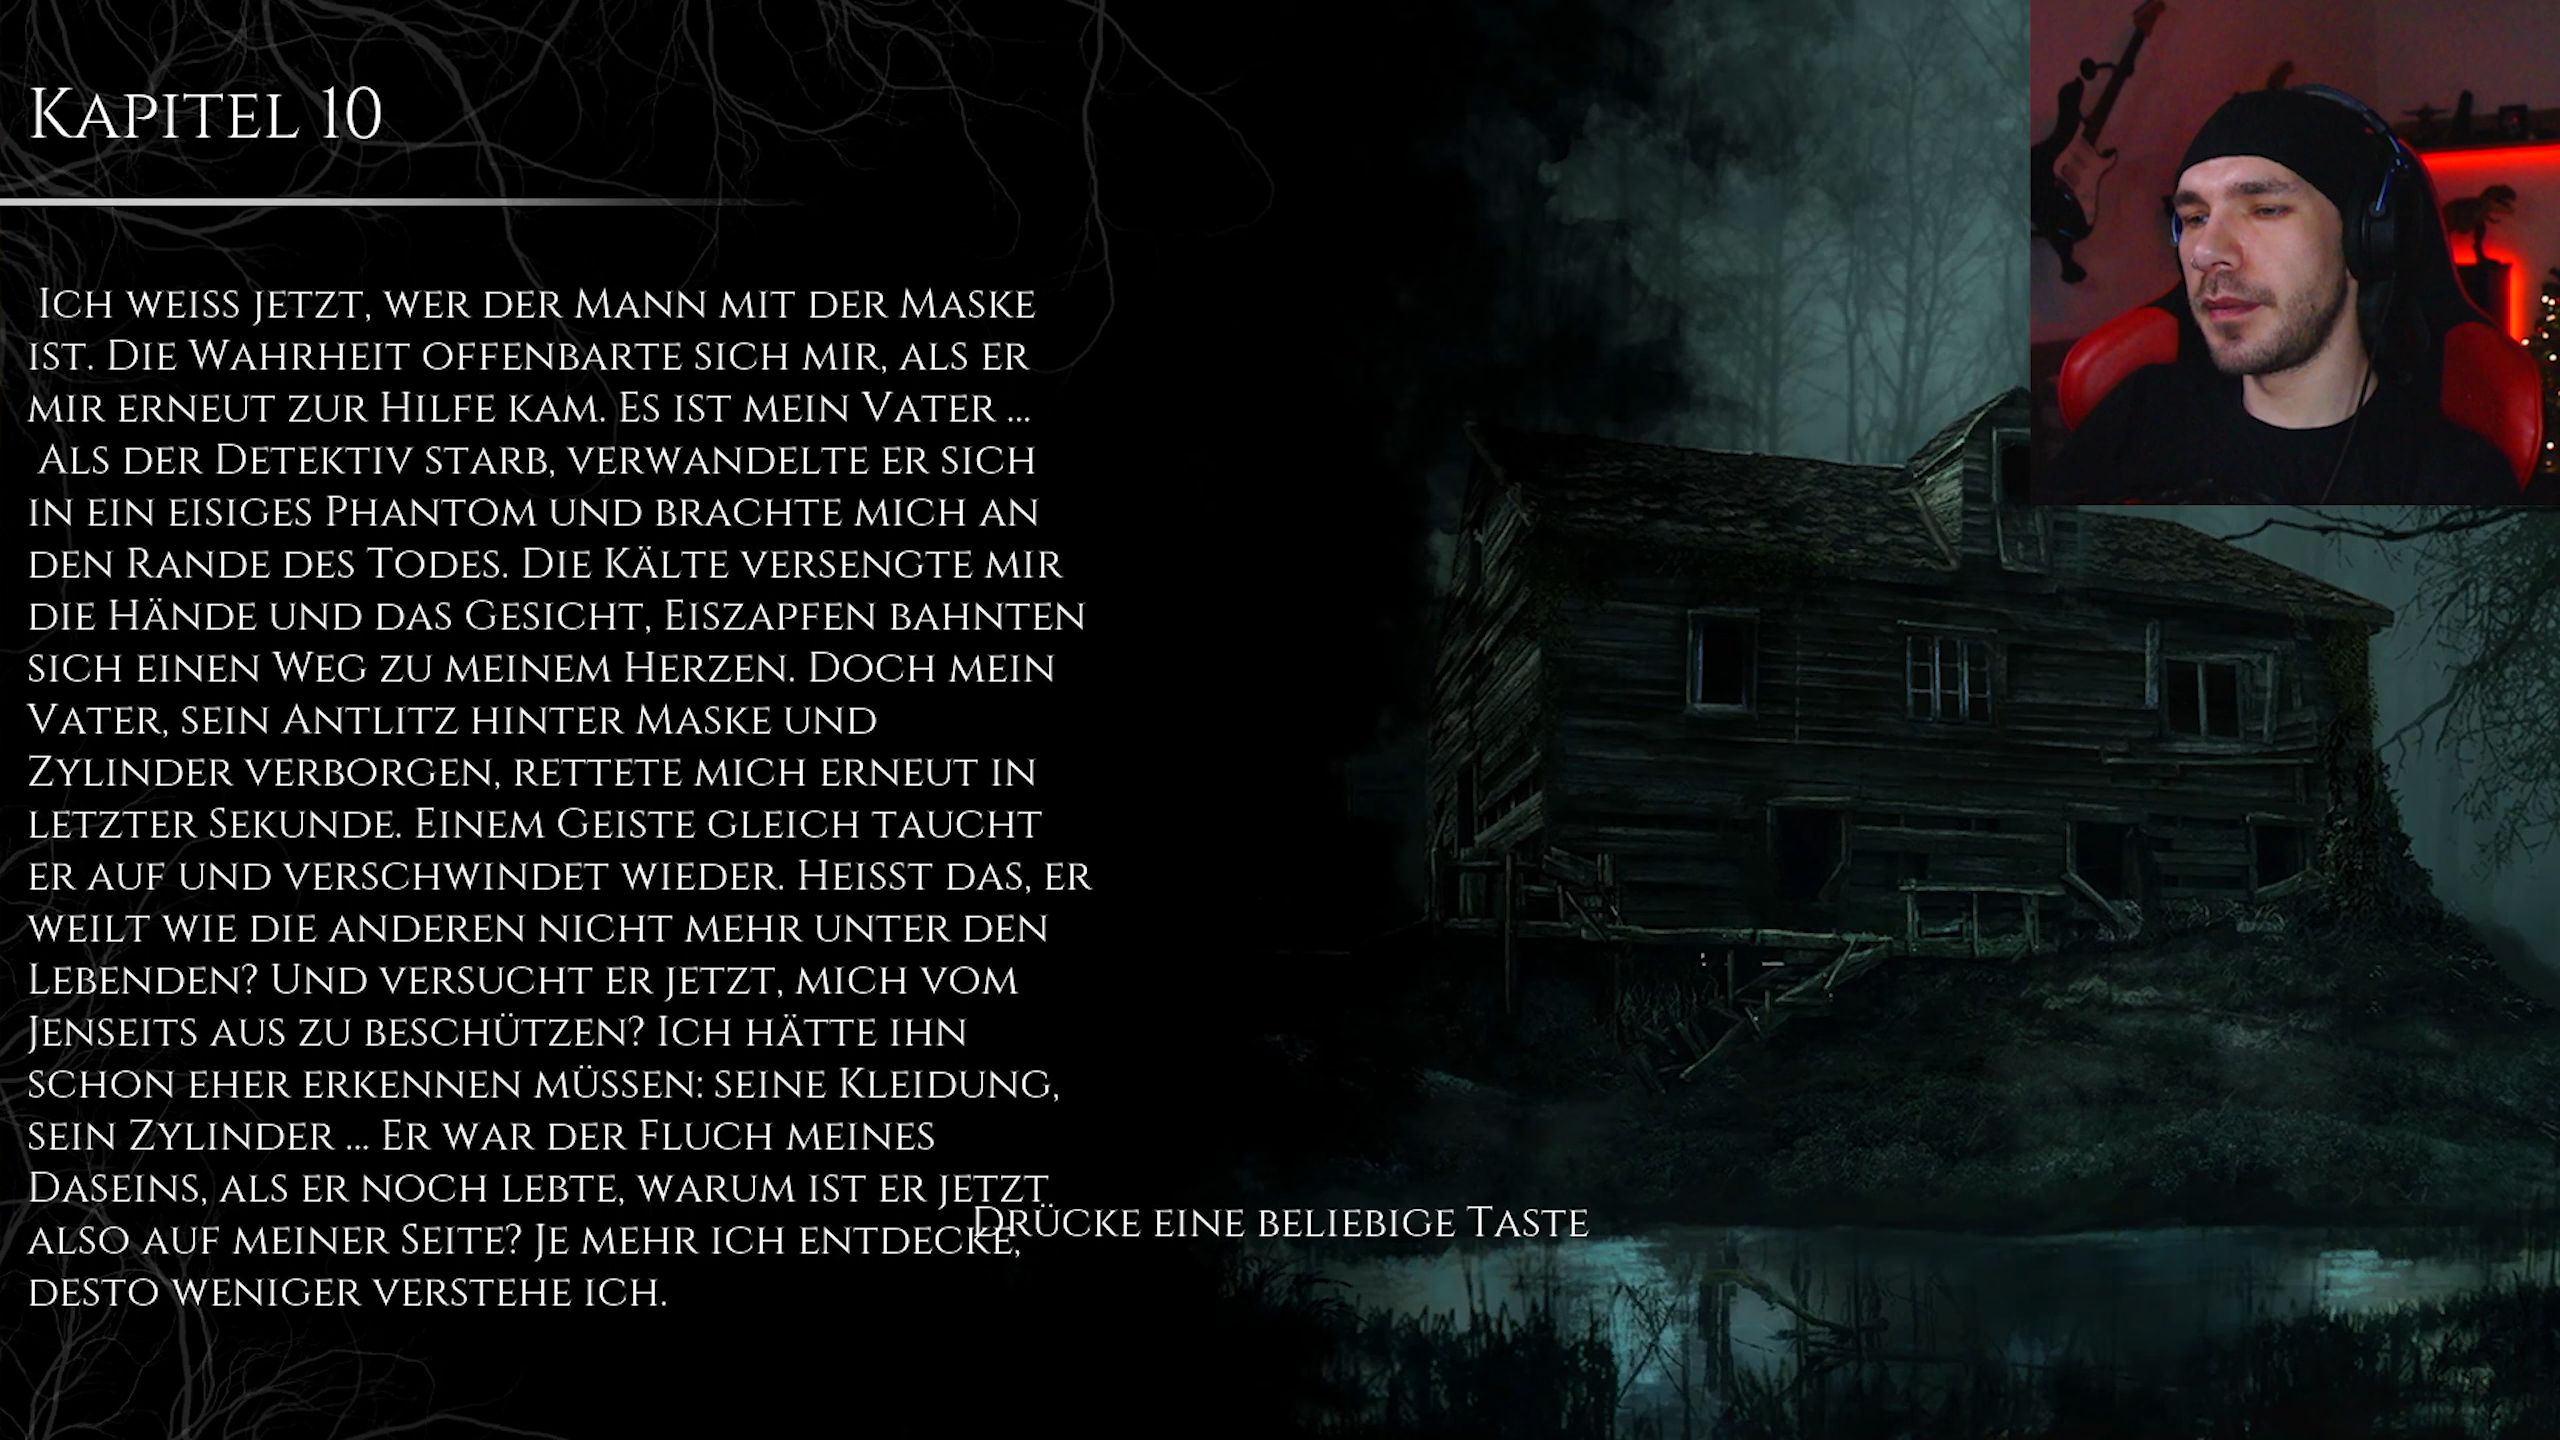 Kapitel 10
Ich weiss jetzt, wer der Mann mit der Maske
ist. Die Wahrheit offenbarte sich mir, als er
mir erneut zur Hilfe kam. Es ist mein Vater ...
Als der Detektiv starb, verwandelte er sich
in ein eisiges Phantom und brachte mich an
den Rande des Todes. Die Kälte versengte mir
die Hände und das Gesicht, Eiszapfen bahnten
sich einen Weg zu meinem Herzen. Doch mein
Vater, sein Antlitz hinter Maske und
Zylinder verborgen, rettete mich erneut in
letzter Sekunde. Einem Geiste gleich taucht
er auf und verschwindet wieder. Heisst das, er
weilt wie die anderen nicht mehr unter den
Lebenden? Und versucht er jetzt, mich vom
Jenseits aus zu beschützen? Ich hätte ihn
schon eher erkennen müssen: seine Kleidung,
sein Zylinder ... Er war der Fluch meines
Daseins, als er noch lebte, warum ist er jetzt
also auf meiner Seite? Je mehr ich entdecke,
desto weniger verstehe ich.
Drücke eine beliebige Taste